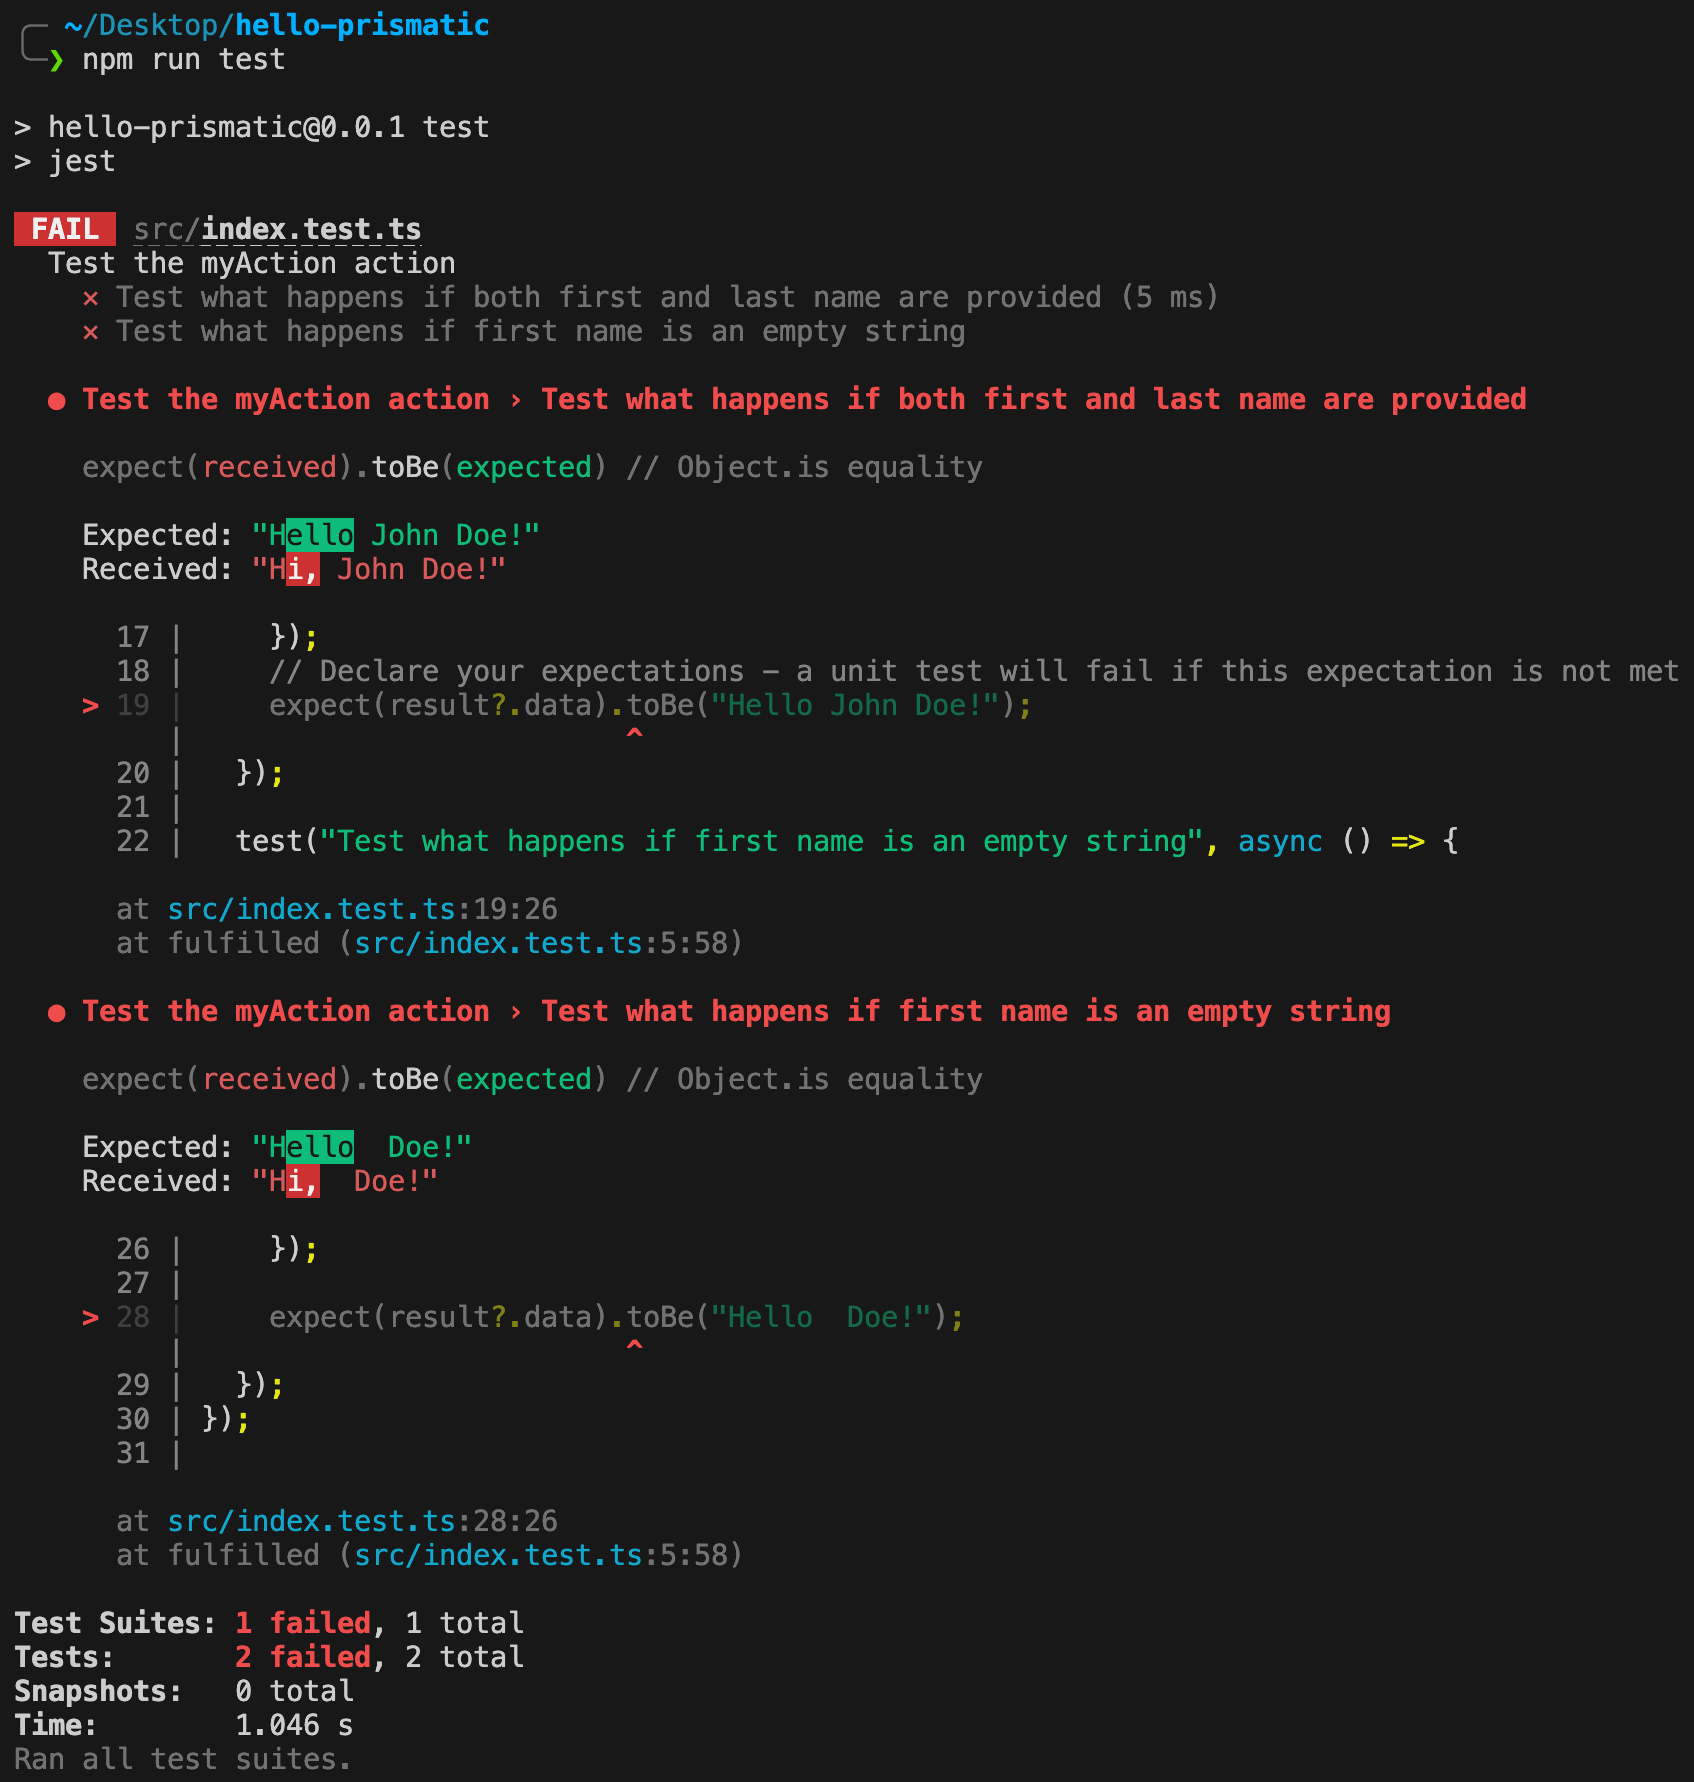 ~/Desktop/hello-prismatic
❯ npm run test
> hello-prismatic@0.0.1 test
> jest
FAIL src/index.test.ts
Test the myAction action
✕ Test what happens if both first and last name are provided (5 ms)
✕ Test what happens if first name is an empty string
● Test the myAction action › Test what happens if both first and last name are provided
expect(received).toBe(expected) // Object.is equality
Expected: "Hello John Doe!"
Received: "Hi, John Doe!"
17 |     });
18 |     // Declare your expectations – a unit test will fail if this expectation is not met
> 19 |     expect(result?.data).toBe("Hello John Doe!");
|                          ^
20 |   });
21 |
22 |   test("Test what happens if first name is an empty string", async () => {
at src/index.test.ts:19:26
at fulfilled (src/index.test.ts:5:58)
● Test the myAction action › Test what happens if first name is an empty string
expect(received).toBe(expected) // Object.is equality
Expected: "Hello  Doe!"
Received: "Hi,  Doe!"
26 |     });
27 |
> 28 |     expect(result?.data).toBe("Hello  Doe!");
|                          ^
29 |   });
30 | });
31 |
at src/index.test.ts:28:26
at fulfilled (src/index.test.ts:5:58)
Test Suites: 1 failed, 1 total
Tests:       2 failed, 2 total
Snapshots:   0 total
Time:        1.046 s
Ran all test suites.